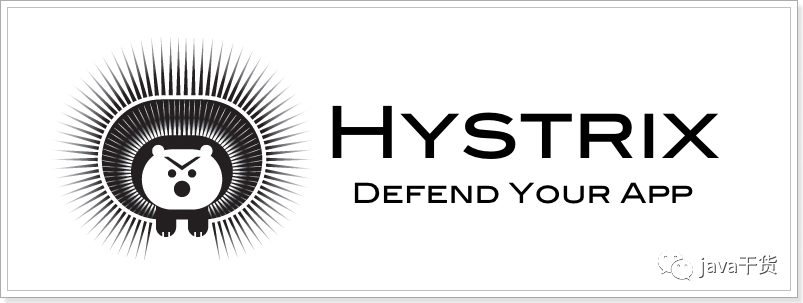 HYSTRIX
DEFEND YOUR APP
java干货